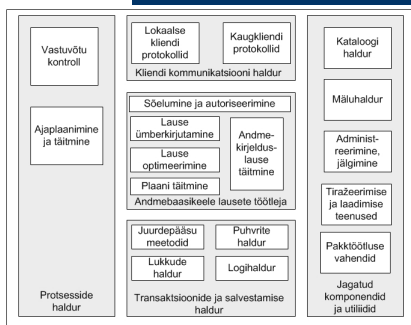 Vastuvõtu
kontroll
Ajaplaanimine
ja täitmine
Protsesside
haldur
Lokaalse
kliendi
protokollid
Kaugkliendi
protokollid
Kliendi kommunikatsiooni haldur
Sõelumine ja autoriseerimine
Lause
ümberkirjutamine
Lause
optimeerimine
Plaani täitmine
Andme-
kirjeldus-
lause
täitmine
Andmebaasikeele lausete töötleja
Juurdepääsu
meetodid
Puhvrite
haldur
Lukkude
haldur
Logihaldur
Transaktsioonide ja salvestamise
haldur
Kataloogi
haldur
Mäluhaldur
Administ-
reerimine,
jälgimine
Tiražeerimise
ja laadimise
teenused
Pakktöötluse
vahendid
Jagatud
komponendid
ja utiliidid